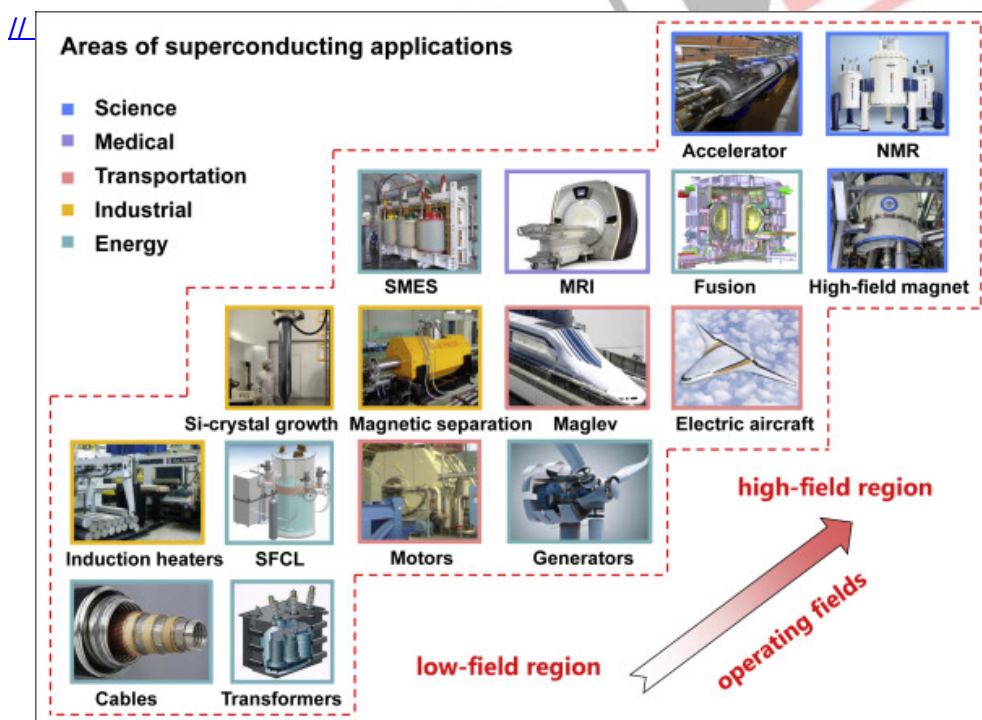 //
Areas of superconducting applications
Science
Medical
Transportation
Industrial
Energy
Accelerator
NMR
SMES
MRI
Fusion
High-field magnet
Si-crystal growth
Magnetic separation
Maglev
Electric aircraft
Induction heaters
SFCL
Motors
Generators
Cables
Transformers
high-field region
operating fields
low-field region